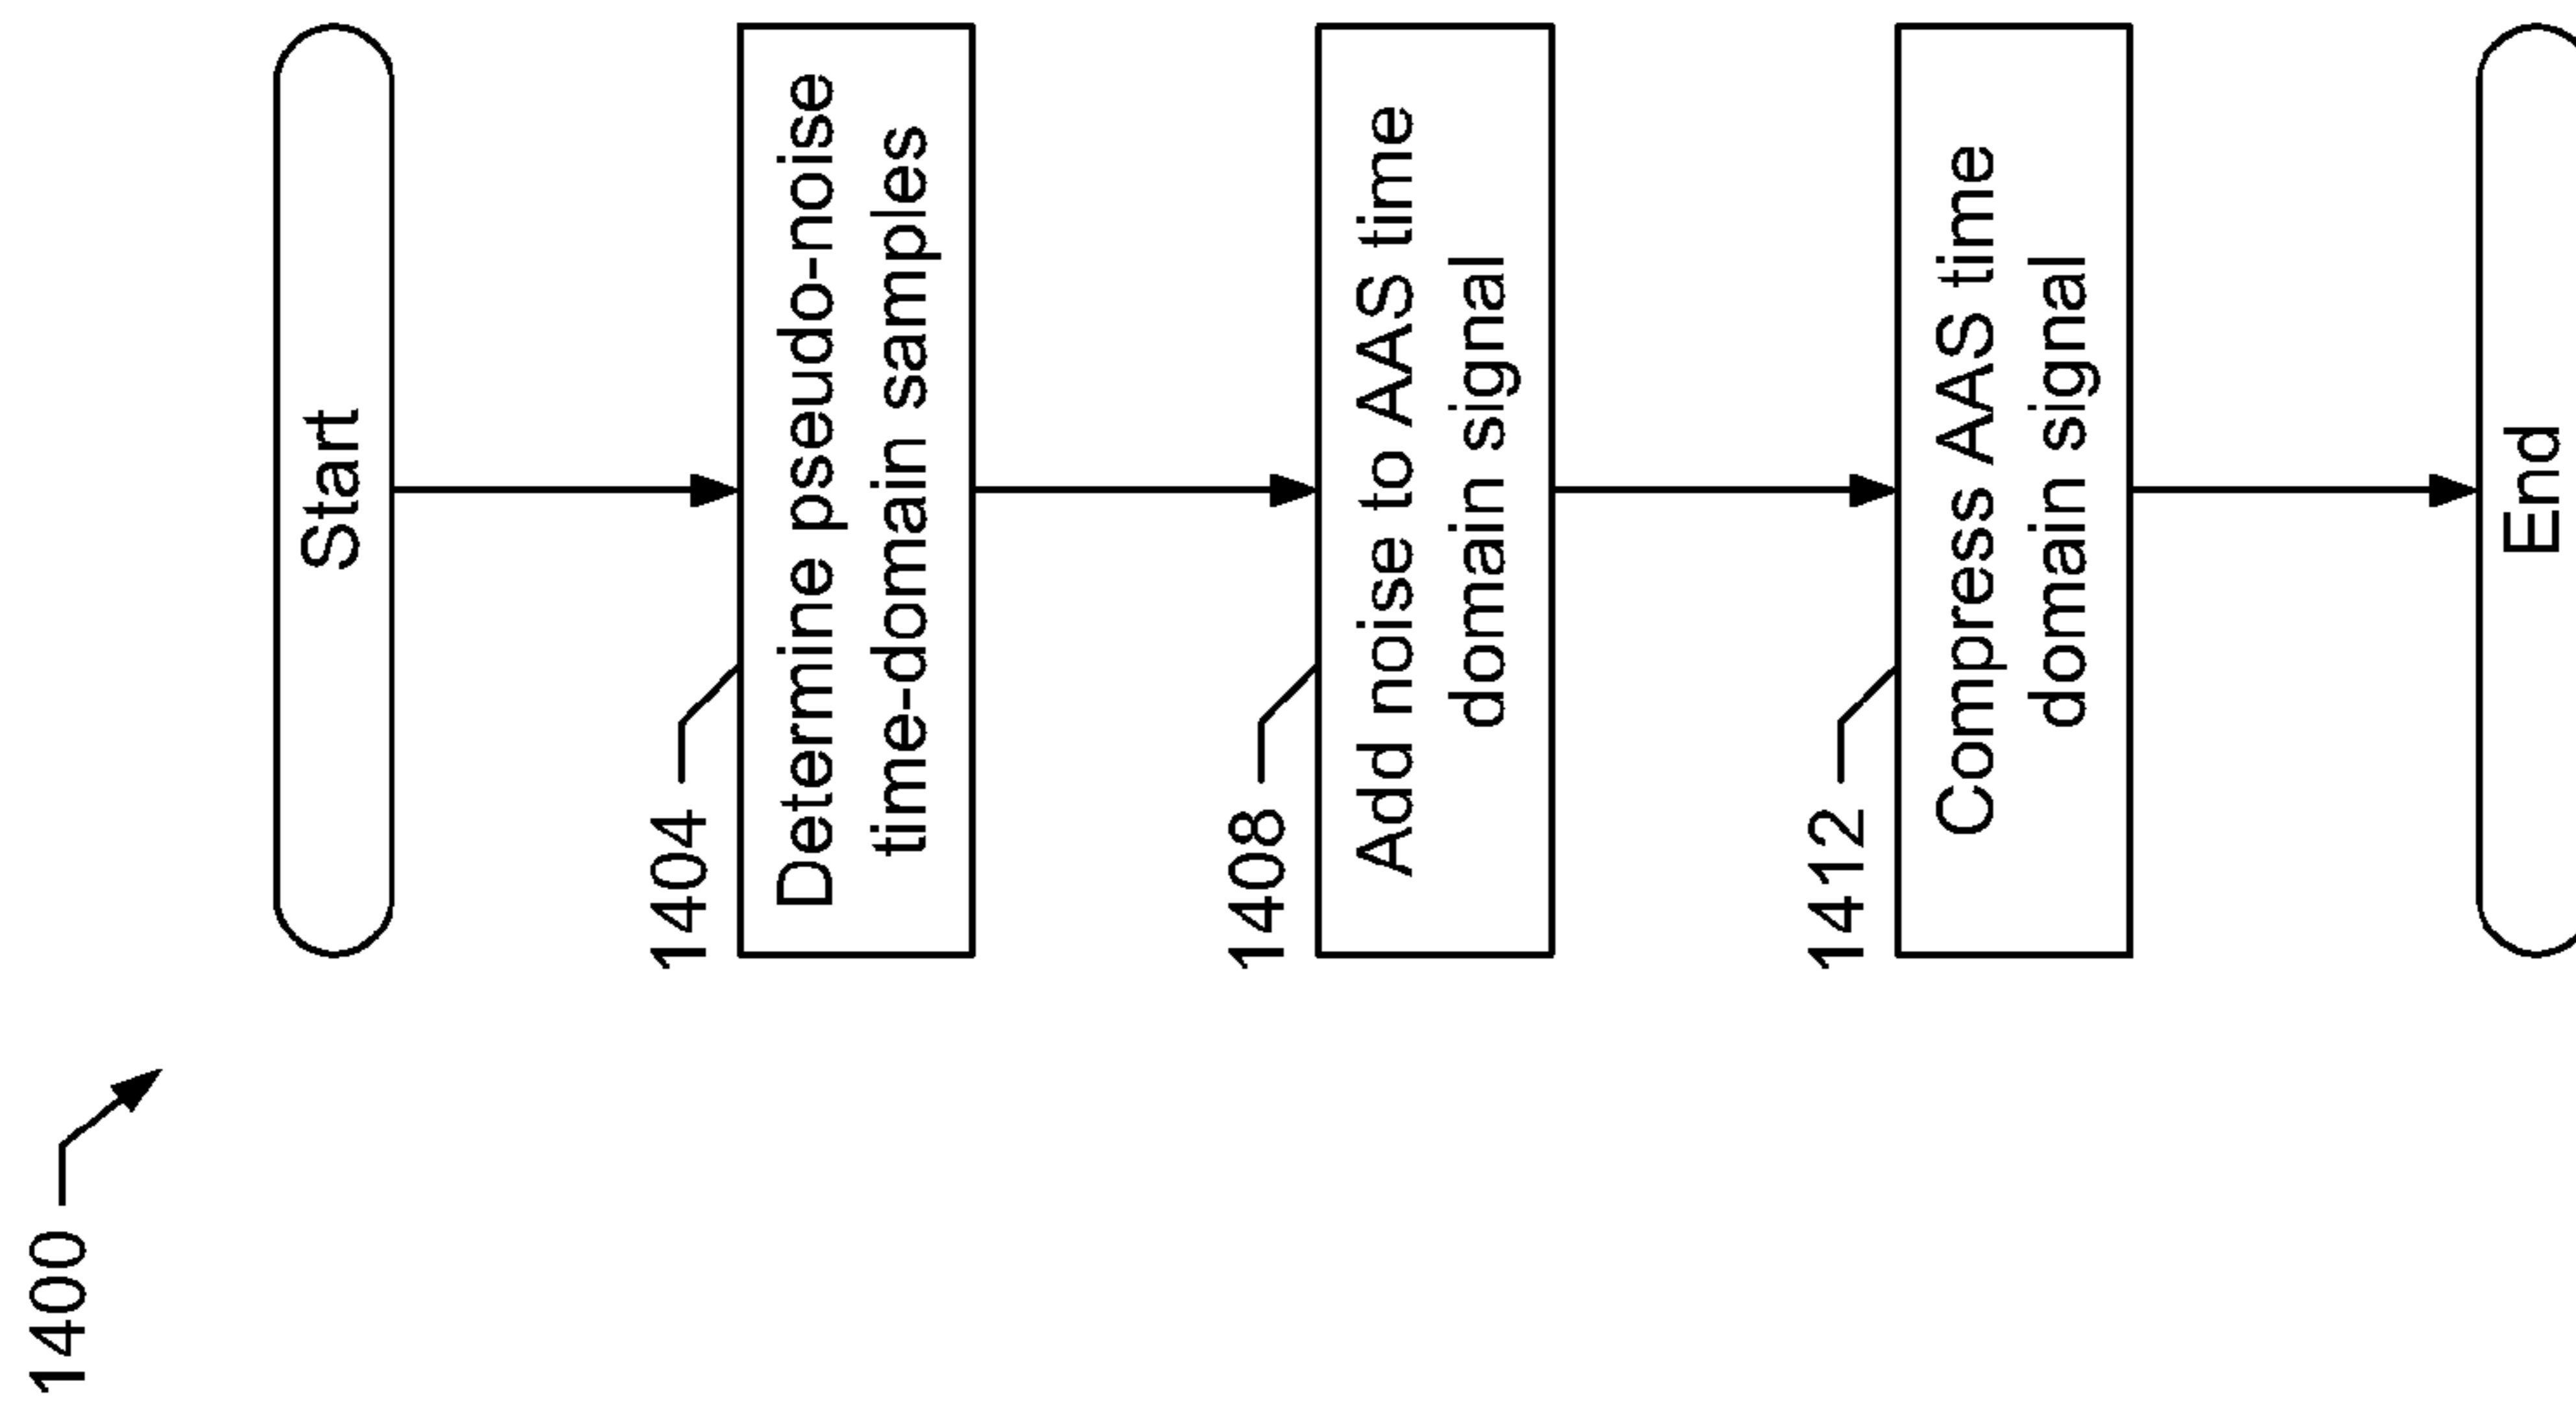 1400
Start
1404
Determine pseudo-noise
time-domain samples
1408
Add noise to AAS time
domain signal
1412
Compress AAS time
domain signal
End